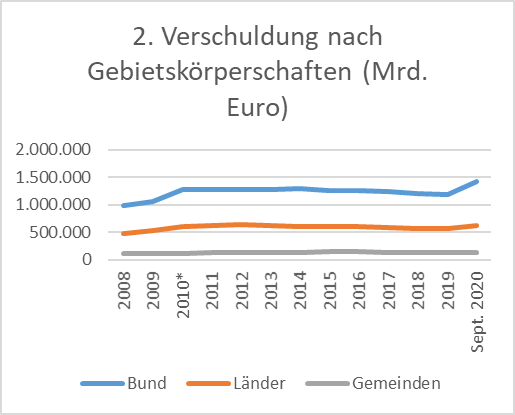 2. Verschuldung nach
Gebietskörperschaften (Mrd.
Euro)
2.000.000
1.500.000
1.000.000
500.000
0
2008
2009
2010*
2011
2012
2013
2014
2015
2016
2017
2018
2019
Sept. 2020
Bund
Länder
Gemeinden